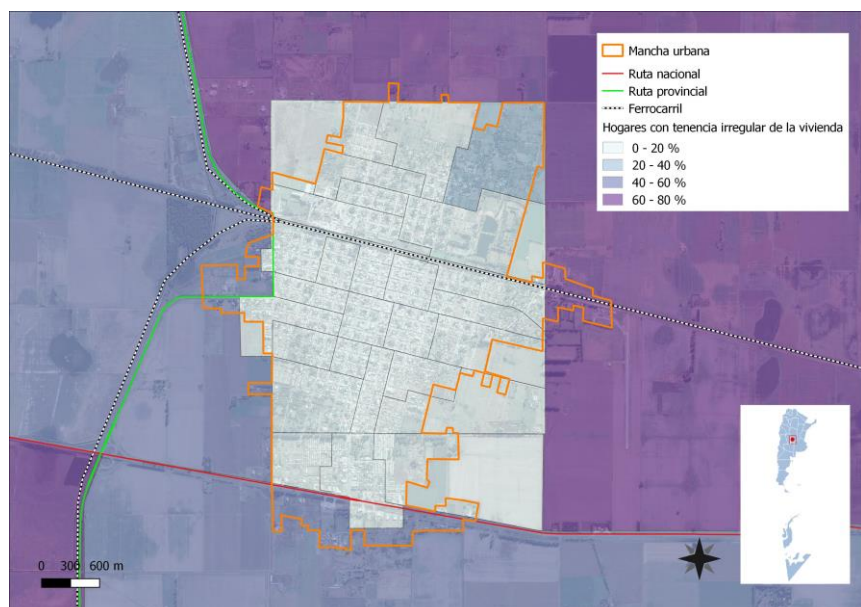 Mancha urbana
Ruta nacional
Ruta provincial
Ferrocarril
Hogares con tenencia irregular de la vivienda
0 - 20 %
20 - 40 %
40 - 60 %
60 - 80 %
0 300 600 m